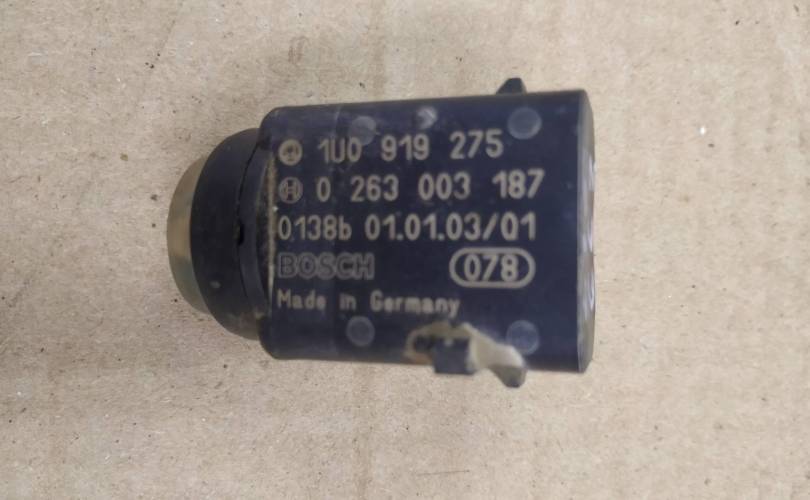 1U0 919 275
0 263 003 187
0138b 01.01.03/01
BOSCH 078
Made in Germany